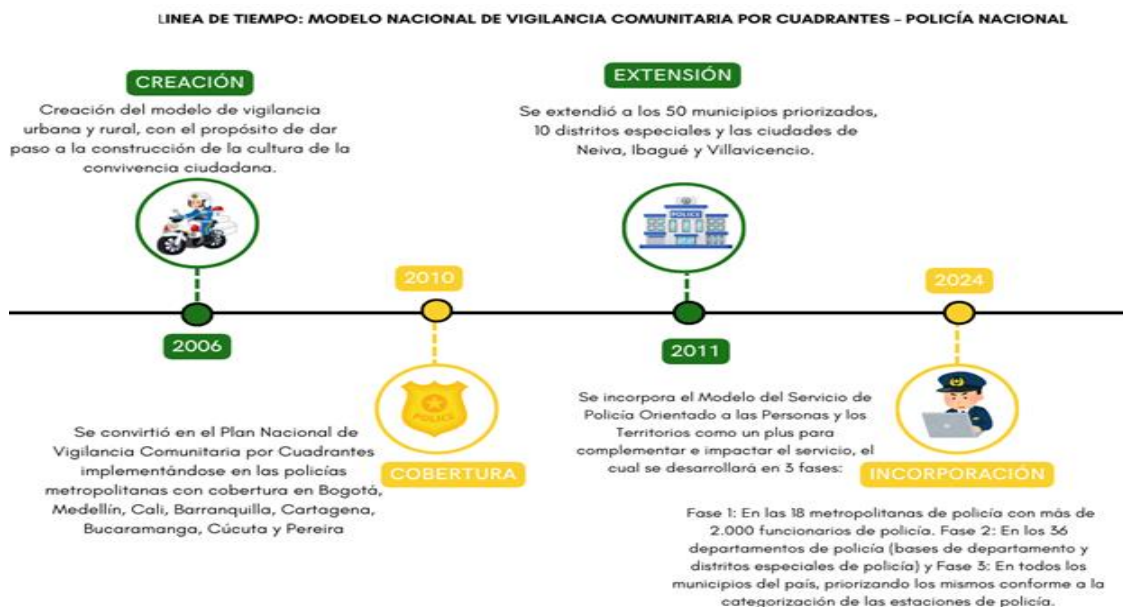 LINEA DE TIEMPO: MODELO NACIONAL DE VIGILANCIA COMUNITARIA POR CUADRANTES - POLICÍA NACIONAL
CREACIÓN
Creación del modelo de vigilancia
urbana y rural, con el propósito de dar
paso a la construcción de la cultura de la
convivencia ciudadana.
2006
2010
POLICE
COBERTURA
Se convirtió en el Plan Nacional de
Vigilancia Comunitaria por Cuadrantes
implementándose en las policías
metropolitanas con cobertura en Bogotá,
Medellín, Cali, Barranquilla, Cartagena,
Bucaramanga, Cúcuta y Pereira
EXTENSIÓN
Se extendió a los 50 municipios priorizados,
10 distritos especiales y las ciudades de
Neiva, Ibagué y Villavicencio.
POLICE
2011
2024
Se incorpora el Modelo del Servicio de
Policía Orientado a las Personas y los
Territorios como un plus para
complementar e impactar el servicio, el
cual se desarrollará en 3 fases:
INCORPORACIÓN
Fase 1: En las 18 metropolitanas de policía con más de
2.000 funcionarios de policía. Fase 2: En los 36
departamentos de policía (bases de departamento y
distritos especiales de policía) y Fase 3: En todos los
municipios del país, priorizando los mismos conforme a la
categorización de las estaciones de policía.